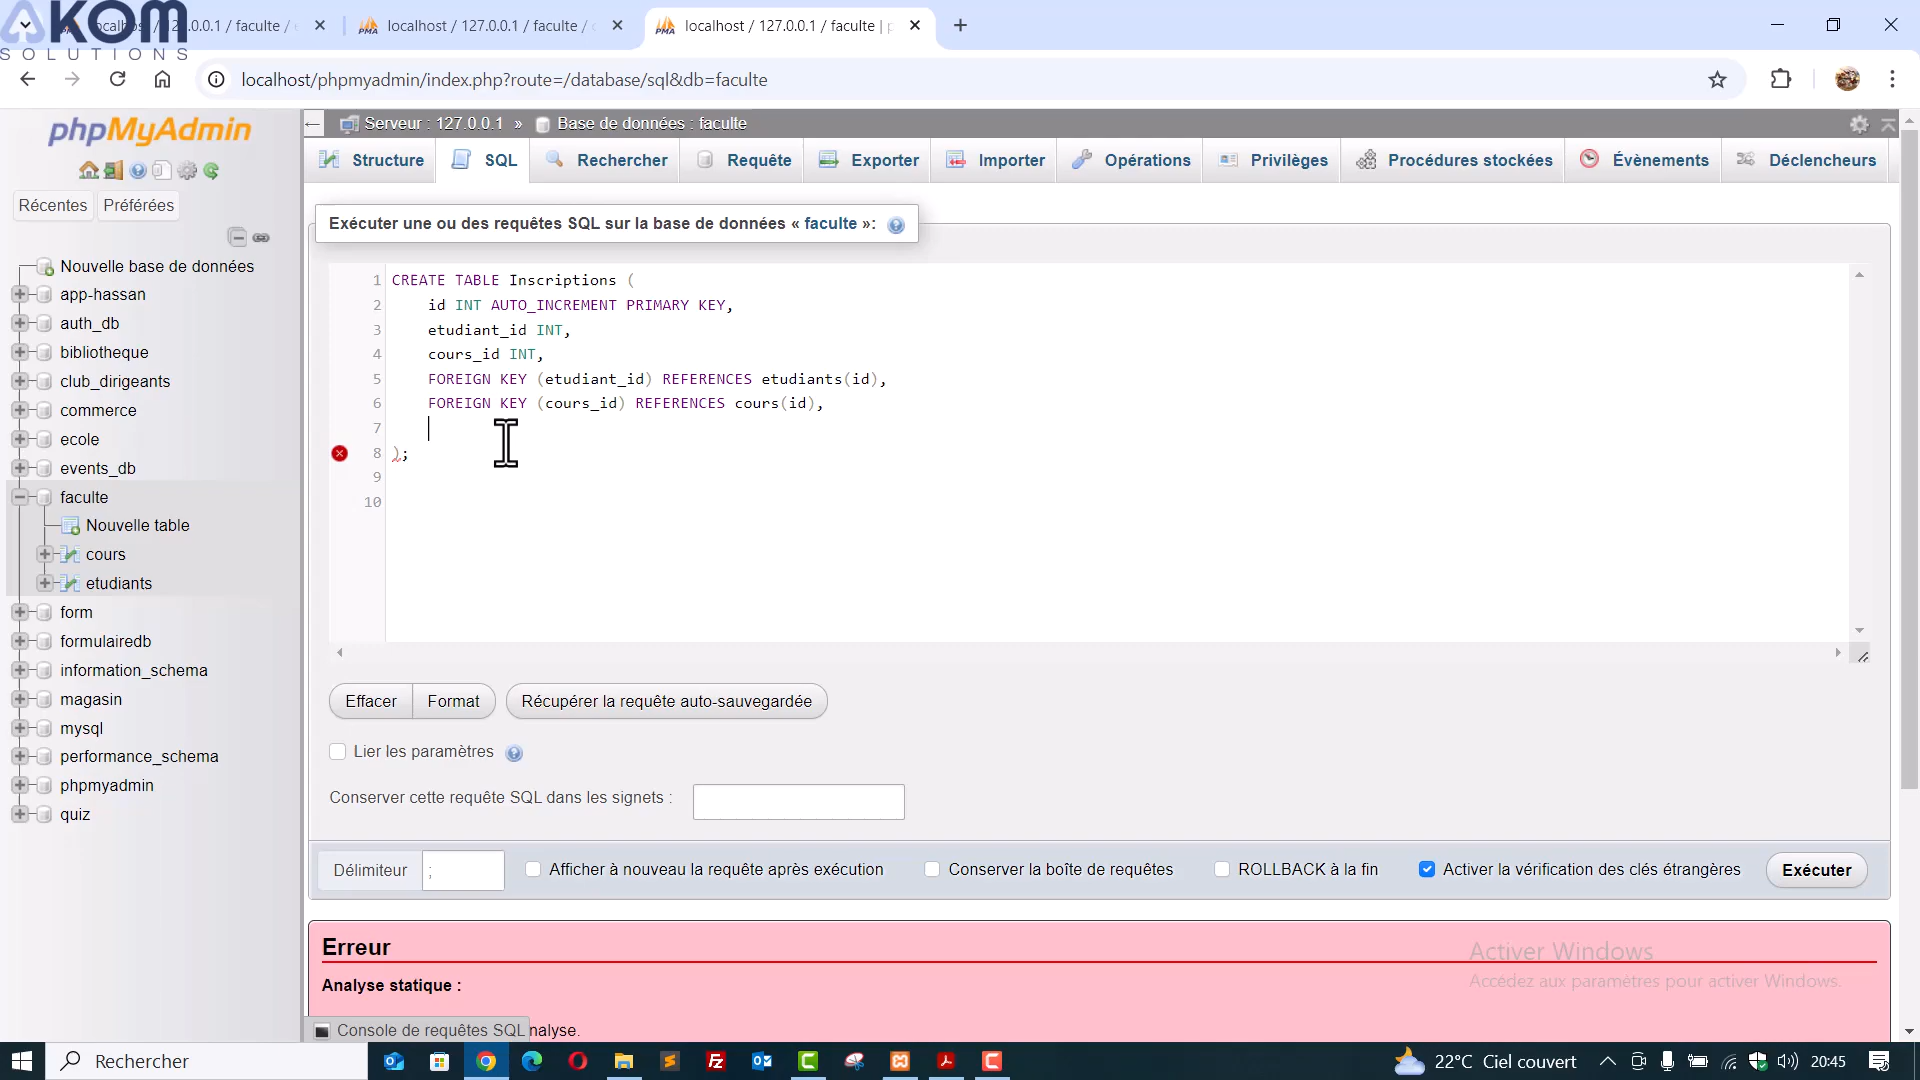 AKOM
SOLUTIONS
localhost / 127.0.0.1 / faculte /
localhost / 127.0.0.1 / faculte /
localhost / 127.0.0.1 / faculte |
localhost/phpmyadmin/index.php?route=/database/sql&db=faculte
phpMyAdmin
Récentes
Préférées
Nouvelle base de données
app-hassan
auth_db
bibliotheque
club_dirigeants
commerce
ecole
events_db
faculte
Nouvelle table
cours
etudiants
form
formulairedb
information_schema
magasin
mysql
performance_schema
phpmyadmin
quiz
Serveur : 127.0.0.1 » Base de données : faculte
Structure SQL Rechercher Requête Exporter Importer Opérations Privilèges Procédures stockées Évènements Déclencheurs
Exécuter une ou des requêtes SQL sur la base de données « faculte »:
1 CREATE TABLE Inscriptions (
2 id INT AUTO_INCREMENT PRIMARY KEY,
3 etudiant_id INT,
4 cours_id INT,
5 FOREIGN KEY (etudiant_id) REFERENCES etudiants(id),
6 FOREIGN KEY (cours_id) REFERENCES cours(id),
7
8 );
9
10
Effacer Format Récupérer la requête auto-sauvegardée
Lier les paramètres
Conserver cette requête SQL dans les signets :
Délimiteur ; Afficher à nouveau la requête après exécution Conserver la boîte de requêtes ROLLBACK à la fin Activer la vérification des clés étrangères Exécuter
Erreur
Activer Windows
Accédez aux paramètres pour activer Windows.
Analyse statique :
Console de requêtes SQL nalyse.
Rechercher
22°C Ciel couvert
20:45